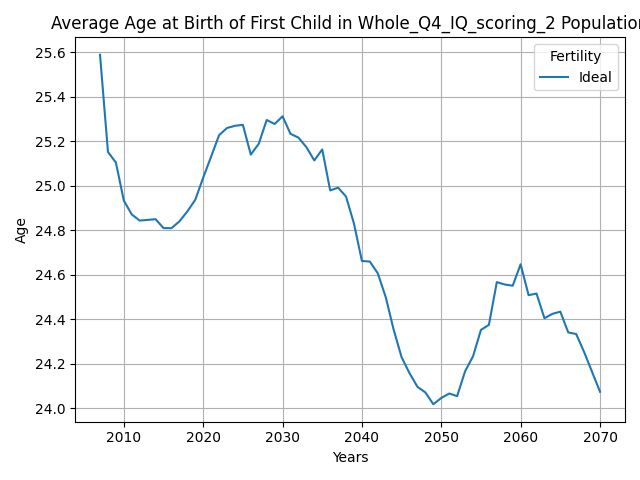 Average Age at Birth of First Child in Whole_Q4_IQ_scoring_2 Population
Fertility
Ideal
25.6
25.4
25.2
25.0
24.8
24.6
24.4
24.2
24.0
Age
2010 2020 2030 2040 2050 2060 2070
Years